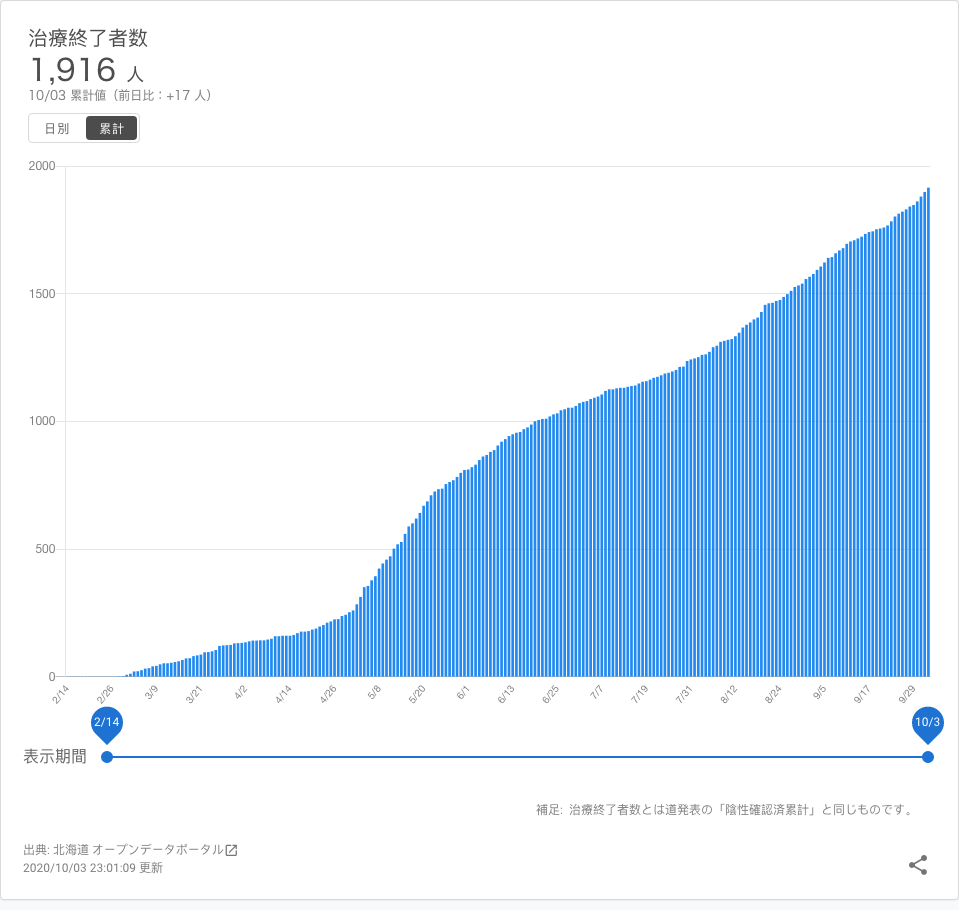 治療終了者数
1,916 人
10/03 累計値（前日比：+17 人）
日別 累計
2000
1500
1000
500
0
2/14 2/26 3/9 3/21 4/2 4/14 4/26 5/8 5/20 6/1 6/13 6/25 7/7 7/19 7/31 8/12 8/24 9/5 9/17 9/29
2/14 10/3
表示期間
補足: 治療終了者数とは道発表の「陰性確認済累計」と同じものです。
出典: 北海道 オープンデータポータル
2020/10/03 23:01:09 更新